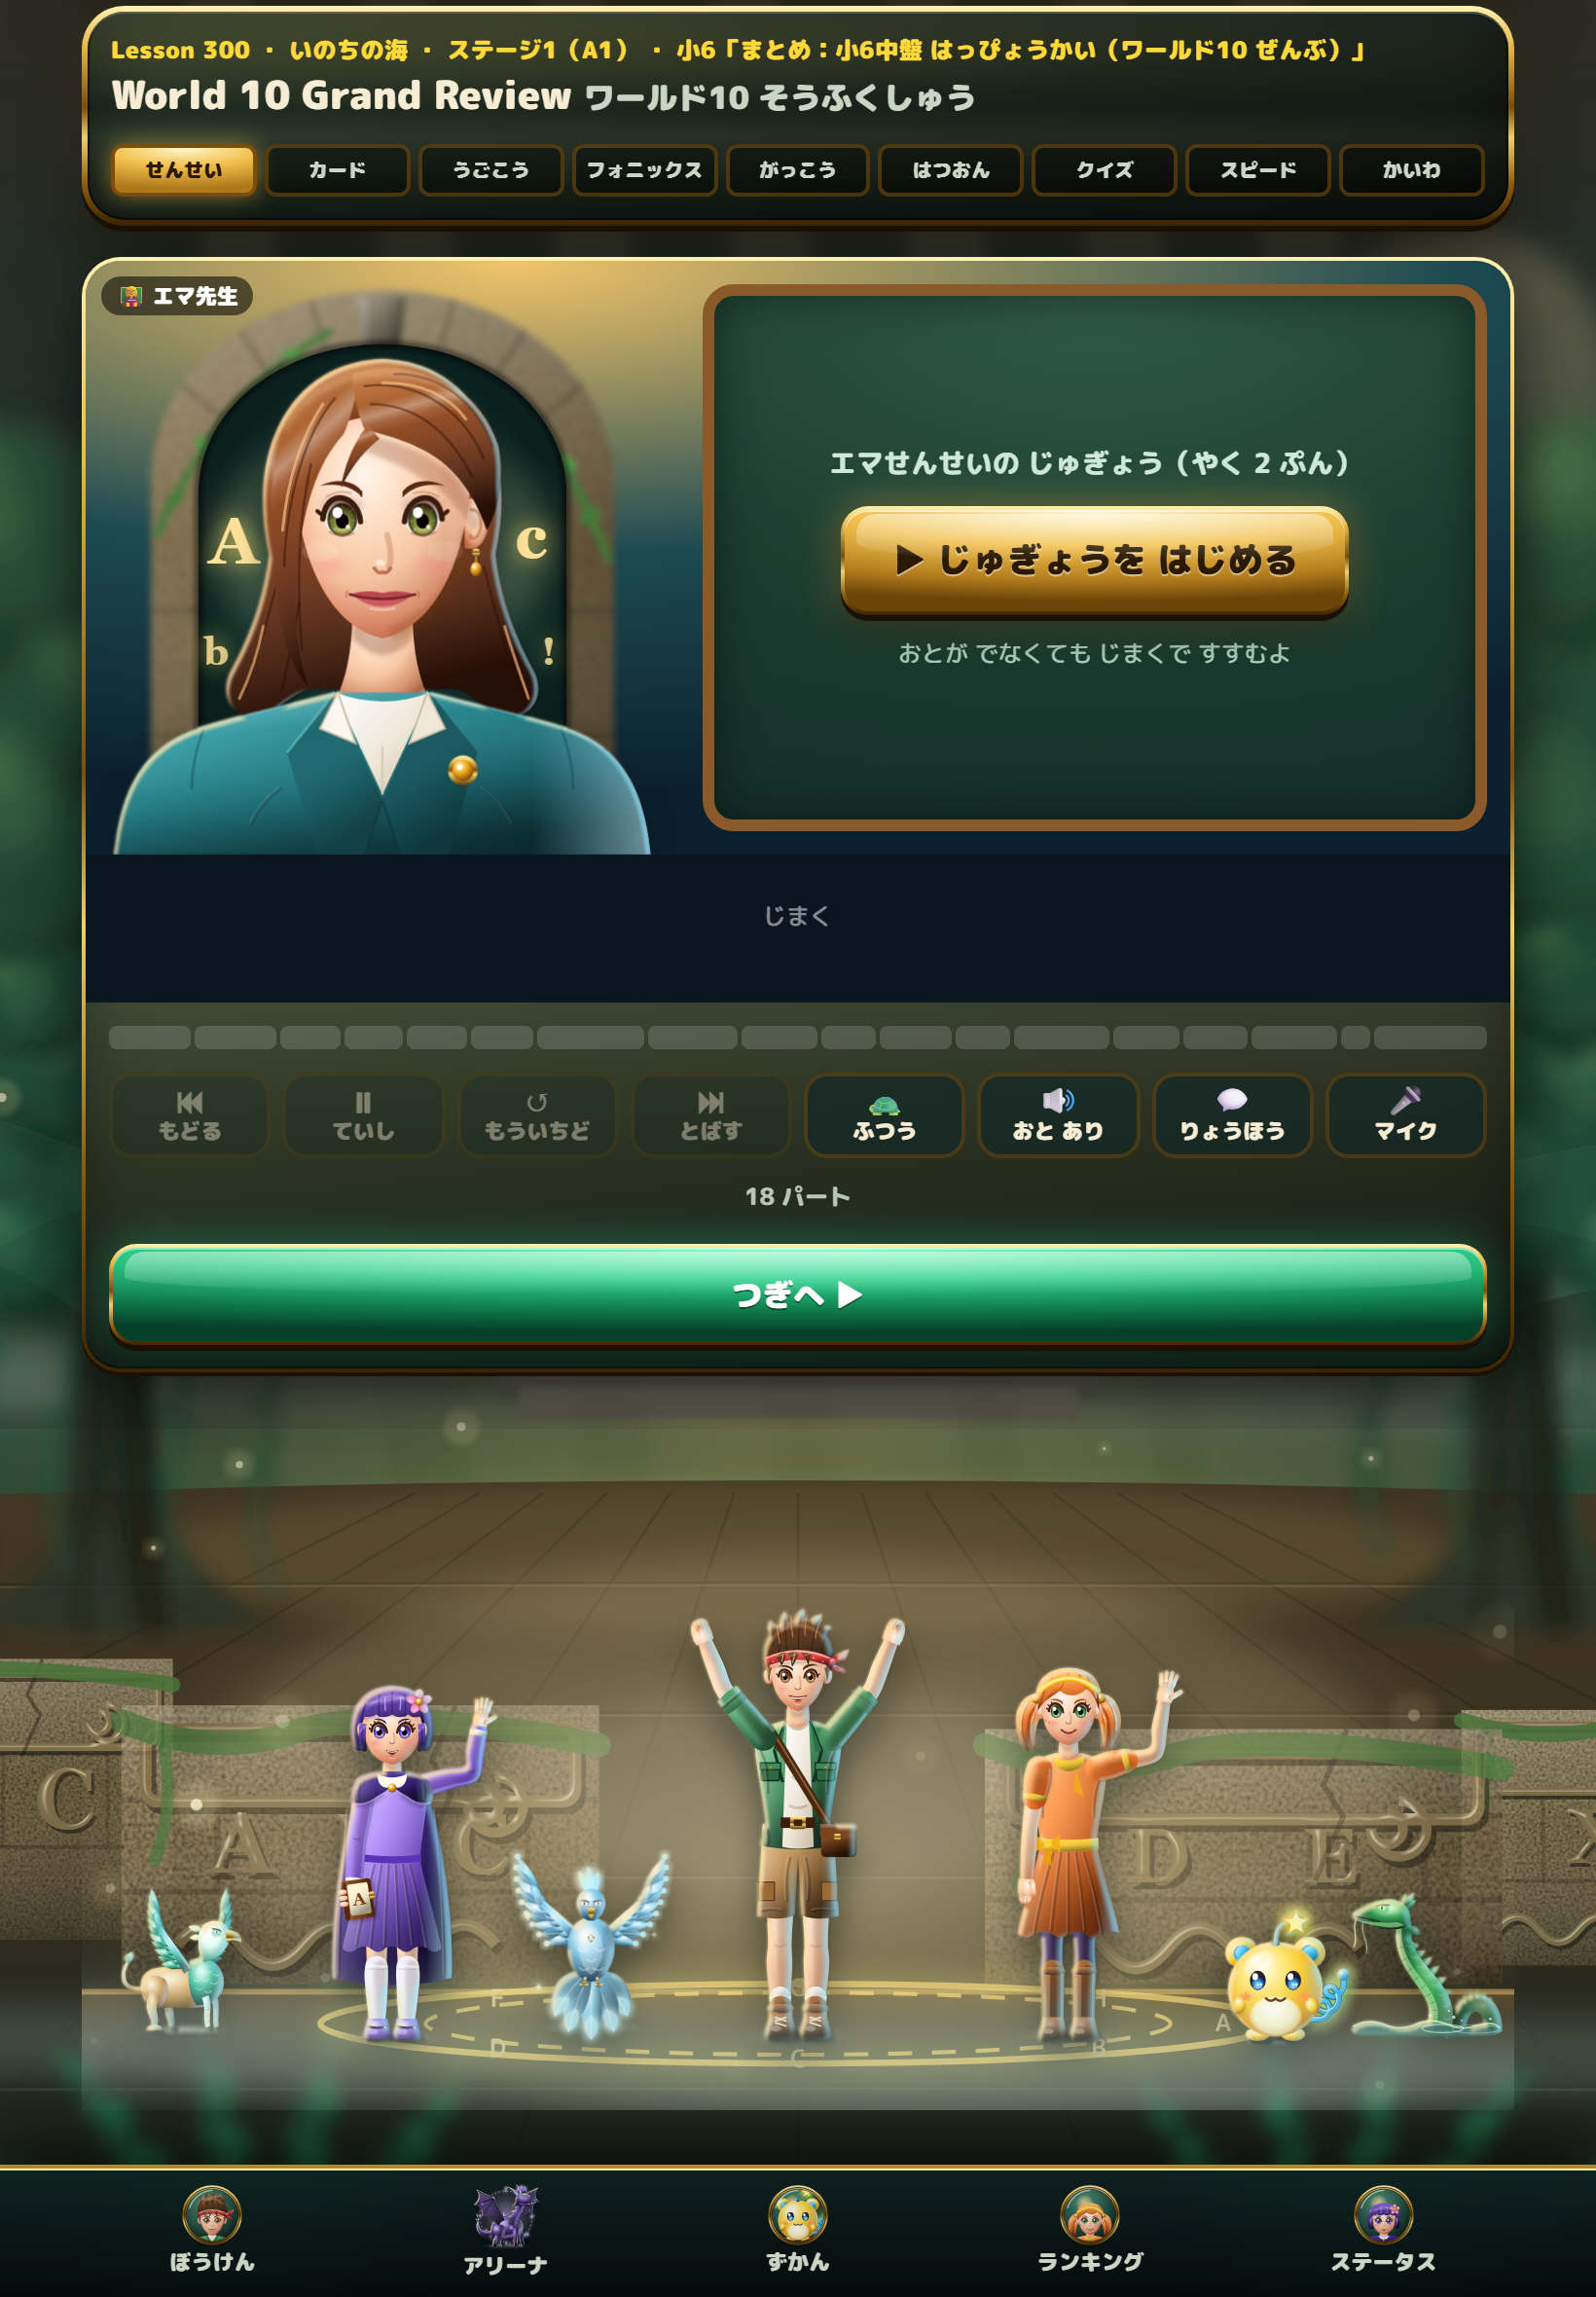 Lesson 300 ・ いのちの海 ・ ステージ1（A1） ・ 小6「まとめ：小6中盤 はっぴょうかい（ワールド10 ぜんぶ）」
World 10 Grand Review ワールド10 そうふくしゅう
せんせい カード うごこう フォニックス がっこう はつおん クイズ スピード かいわ
エマ先生
A c
b !
エマせんせいの じゅぎょう（やく 2 ぷん）
▶ じゅぎょうを はじめる
おとが でなくても じまくで すすむよ
じまく
もどる ていし もういちど とばす ふつう おと あり りょうほう マイク
18 パート
つぎへ ▶
C A C D E X
A
F I A
D C B
ぼうけん アリーナ ずかん ランキング ステータス